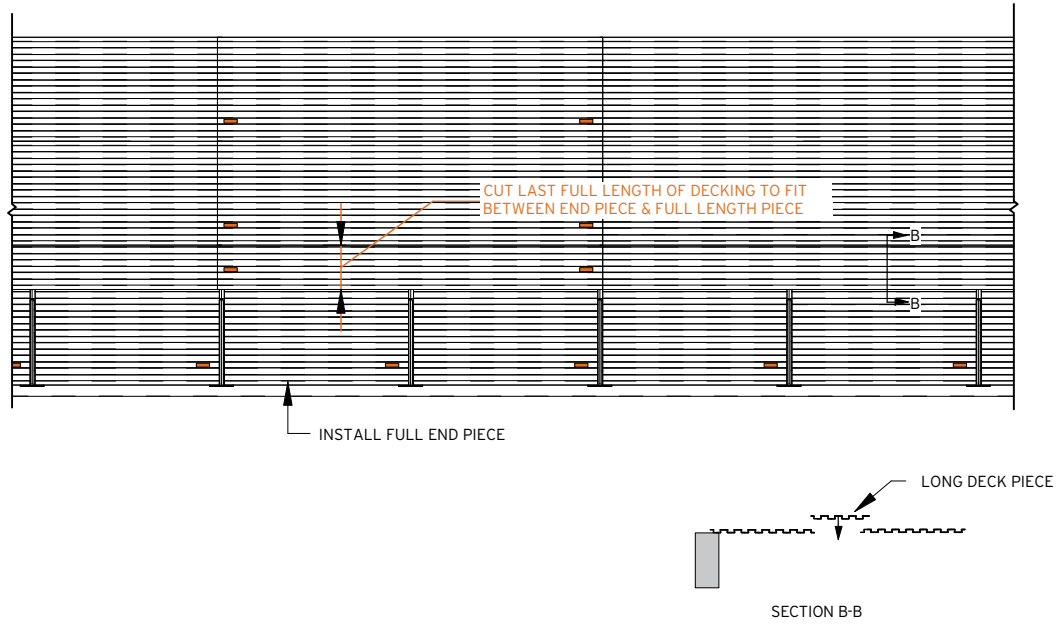 CUT LAST FULL LENGTH OF DECKING TO FIT
BETWEEN END PIECE & FULL LENGTH PIECE
B
B
INSTALL FULL END PIECE
LONG DECK PIECE
SECTION B-B